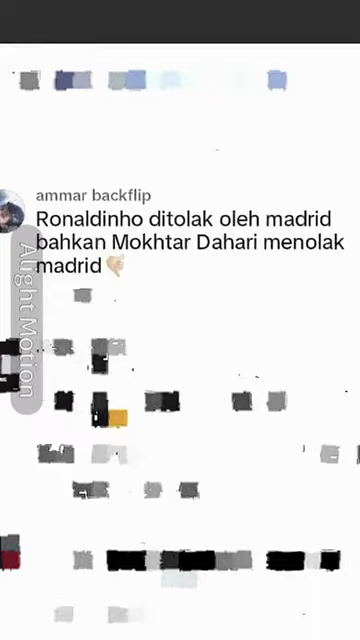 ammar backflip
Ronaldinho ditolak oleh madrid
bahkan Mokhtar Dahari menolak
madrid🤙🏻
Alight Motion